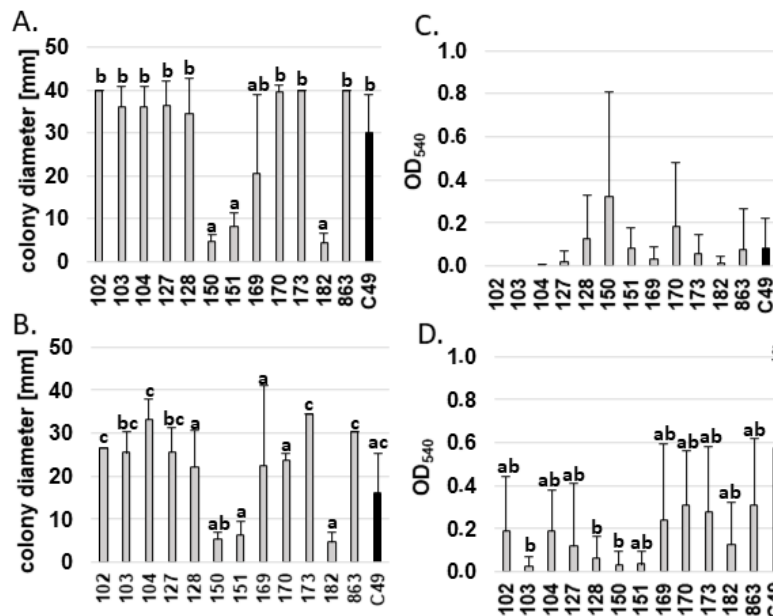 A.
colony diameter [mm]
50
40
30
20
10
0
b b b b b a a ab b b a b b
102 103 104 127 128 150 151 169 170 173 182 863 C49
B.
colony diameter [mm]
50
40
30
20
10
0
c bc c bc a ab a a a c a c ac
102 103 104 127 128 150 151 169 170 173 182 863 C49
C.
OD540
1.0
0.8
0.6
0.4
0.2
0.0
102 103 104 127 128 150 151 169 170 173 182 863 C49
D.
OD540
1.0
0.8
0.6
0.4
0.2
0.0
ab b ab ab b b ab ab ab ab ab ab
102 103 104 127 128 150 151 169 170 173 182 863